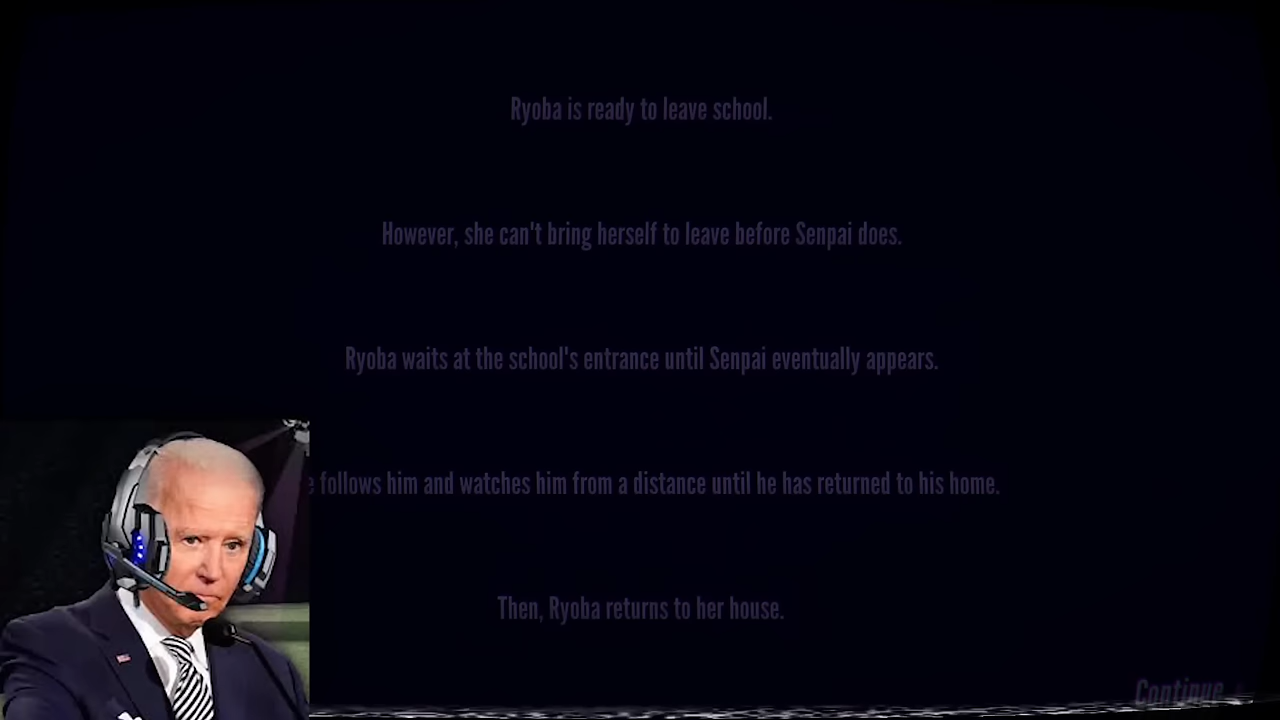 Ryoba is ready to leave school.
However, she can't bring herself to leave before Senpai does.
Ryoba waits at the school's entrance until Senpai eventually appears.
follows him and watches him from a distance until he has returned to his home.
Then, Ryoba returns to her house.
Continue